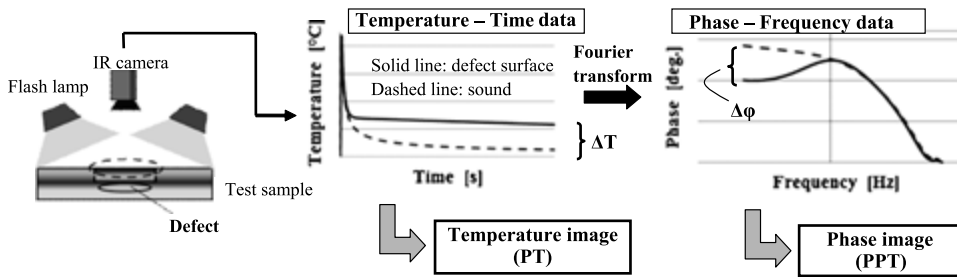 IR camera
Flash lamp
Test sample
Defect
Temperature – Time data
Temperature [°C]
Solid line: defect surface
Dashed line: sound
ΔT
Time [s]
Temperature image
(PT)
Fourier
transform
Phase – Frequency data
Phase [deg.]
Δφ
Frequency [Hz]
Phase image
(PPT)